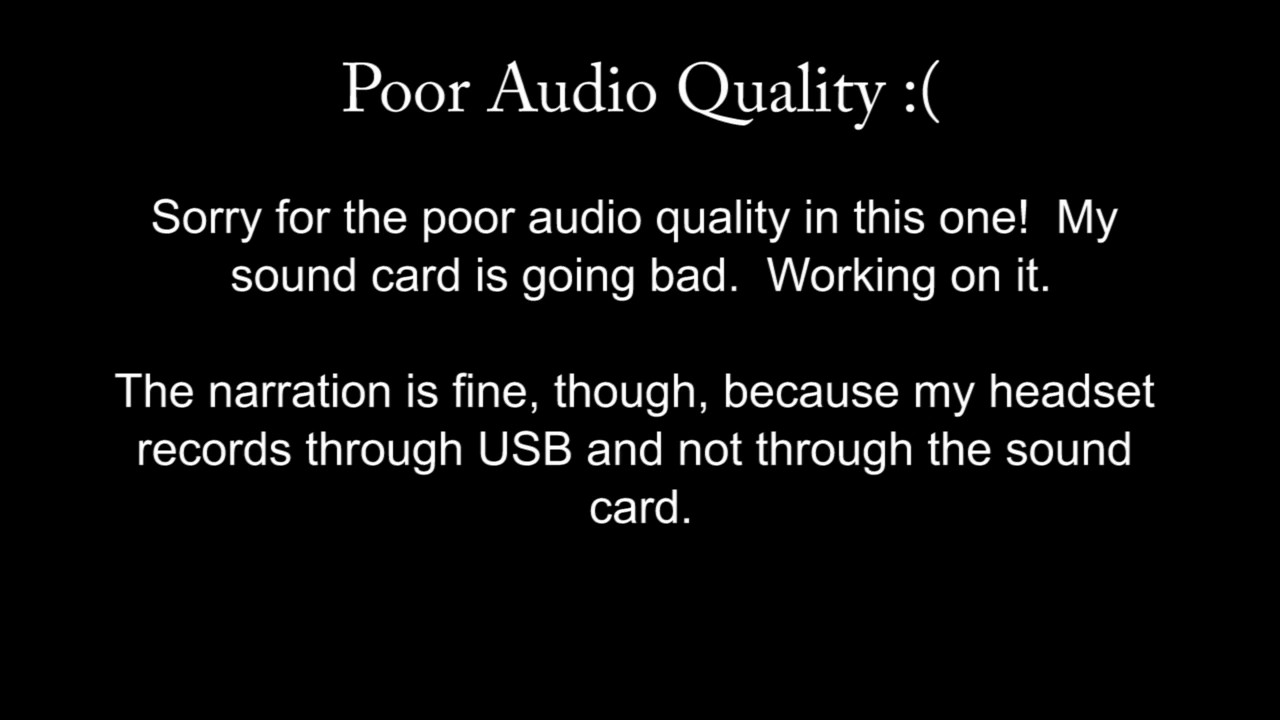 Poor Audio Quality :(
Sorry for the poor audio quality in this one!  My
sound card is going bad.  Working on it.
The narration is fine, though, because my headset
records through USB and not through the sound
card.